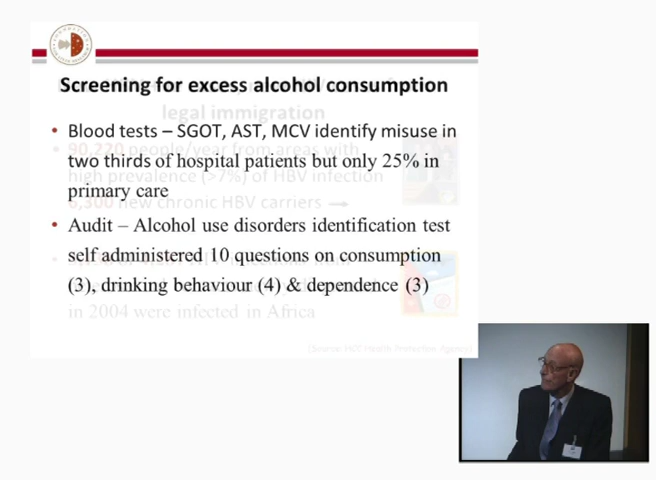 Screening for excess alcohol consumption
legal immigration
• Blood tests – SGOT, AST, MCV identify misuse in
90,220 people/year from areas with
two thirds of hospital patients but only 25% in
high prevalence (>7%) of HBV infection
primary care
6,300 new chronic HBV carriers →
• Audit – Alcohol use disorders identification test
self administered 10 questions on consumption
(3), drinking behaviour (4) & dependence (3)
in 2004 were infected in Africa
(Source: HCC Health Protection Agency)